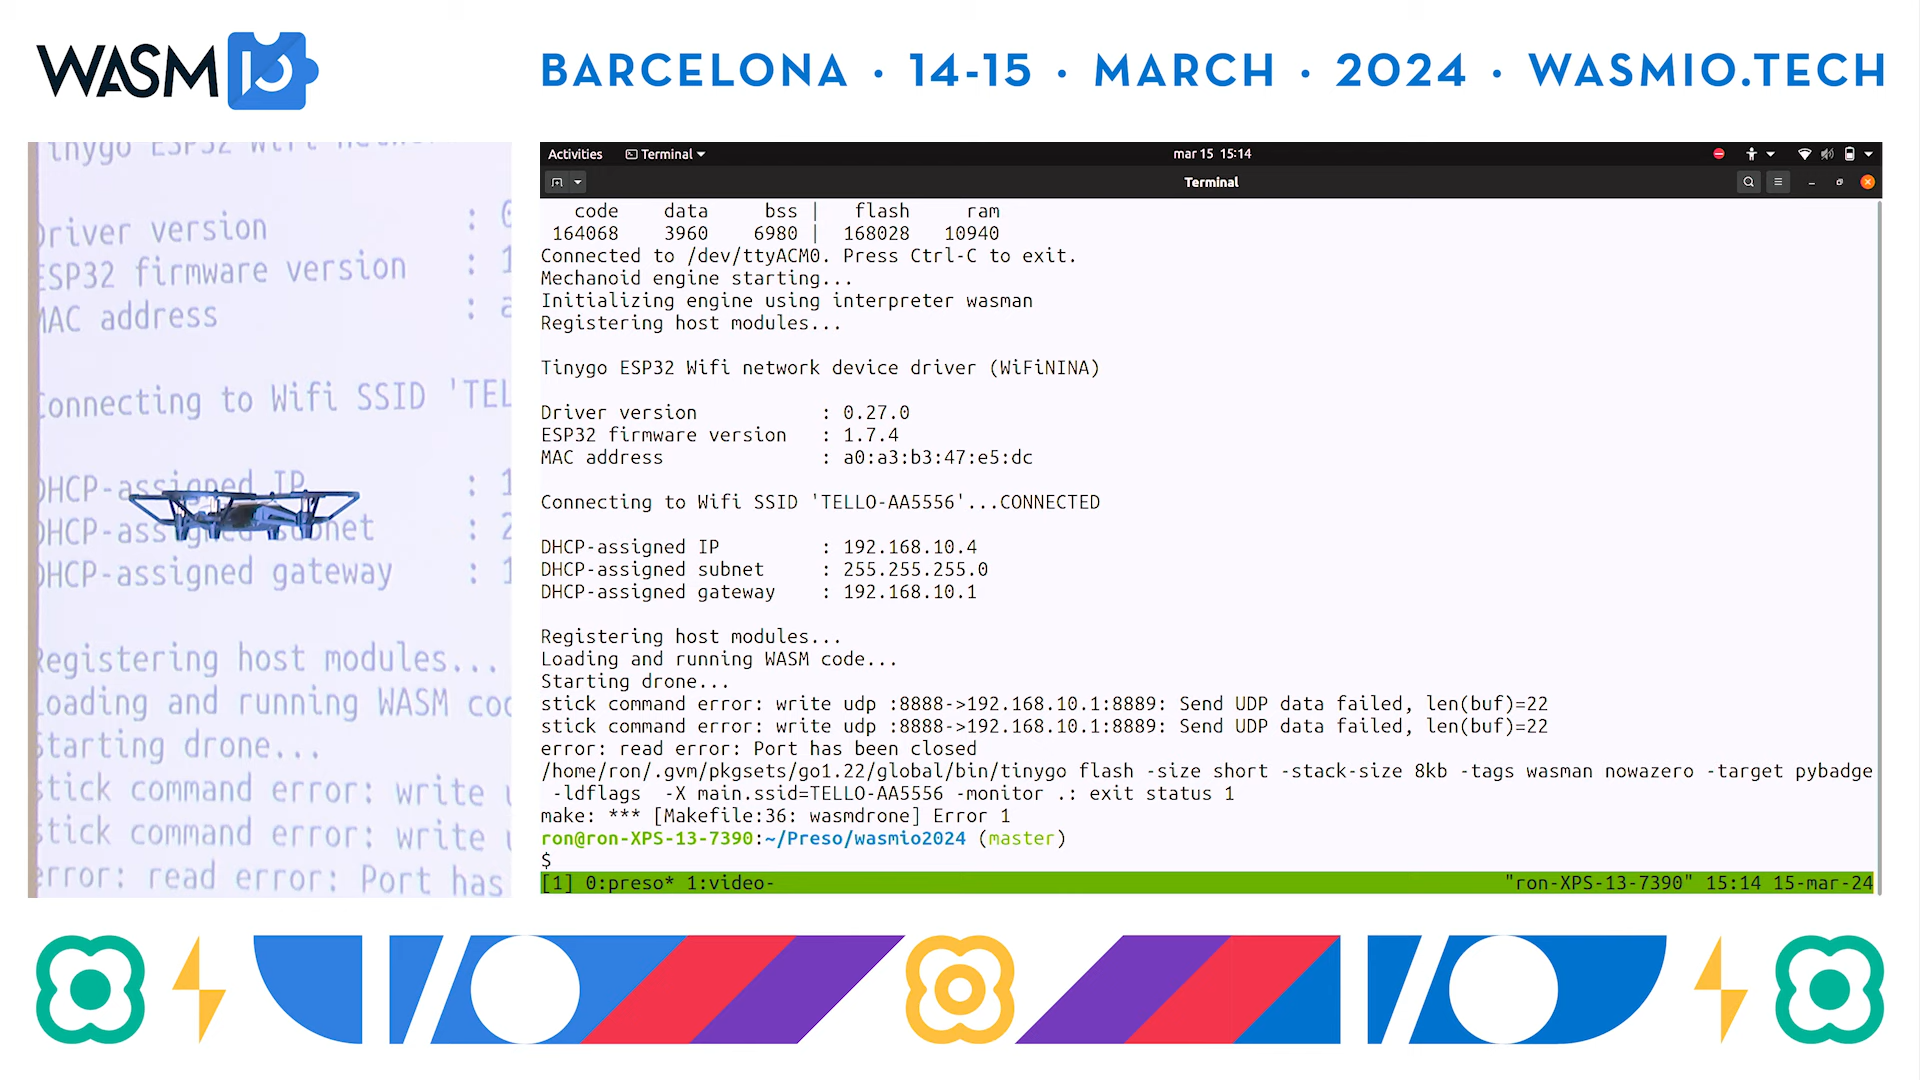 WASM IO
BARCELONA · 14-15 · MARCH · 2024 · WASMIO.TECH
Driver version :
ESP32 firmware version : 1
MAC address : a
Connecting to Wifi SSID 'TEL
DHCP-assigned IP : 1
DHCP-assigned subnet : 2
DHCP-assigned gateway : 1
Registering host modules...
Loading and running WASM co
Starting drone...
stick command error: write
stick command error: write
error: read error: Port has
Activities Terminal mar 15 15:14
Terminal
code data bss | flash ram
164068 3960 6980 | 168028 10940
Connected to /dev/ttyACM0. Press Ctrl-C to exit.
Mechanoid engine starting...
Initializing engine using interpreter wasman
Registering host modules...
Tinygo ESP32 Wifi network device driver (WiFiNINA)
Driver version : 0.27.0
ESP32 firmware version : 1.7.4
MAC address : a0:a3:b3:47:e5:dc
Connecting to Wifi SSID 'TELLO-AA5556'...CONNECTED
DHCP-assigned IP : 192.168.10.4
DHCP-assigned subnet : 255.255.255.0
DHCP-assigned gateway : 192.168.10.1
Registering host modules...
Loading and running WASM code...
Starting drone...
stick command error: write udp :8888->192.168.10.1:8889: Send UDP data failed, len(buf)=22
stick command error: write udp :8888->192.168.10.1:8889: Send UDP data failed, len(buf)=22
error: read error: Port has been closed
/home/ron/.gvm/pkgsets/go1.22/global/bin/tinygo flash -size short -stack-size 8kb -tags wasman nowazero -target pybadge
-ldflags -X main.ssid=TELLO-AA5556 -monitor .: exit status 1
make: *** [Makefile:36: wasmdrone] Error 1
ron@ron-XPS-13-7390:~/Preso/wasmio2024 (master)
$
[1] 0:preso* 1:video- "ron-XPS-13-7390" 15:14 15-mar-24